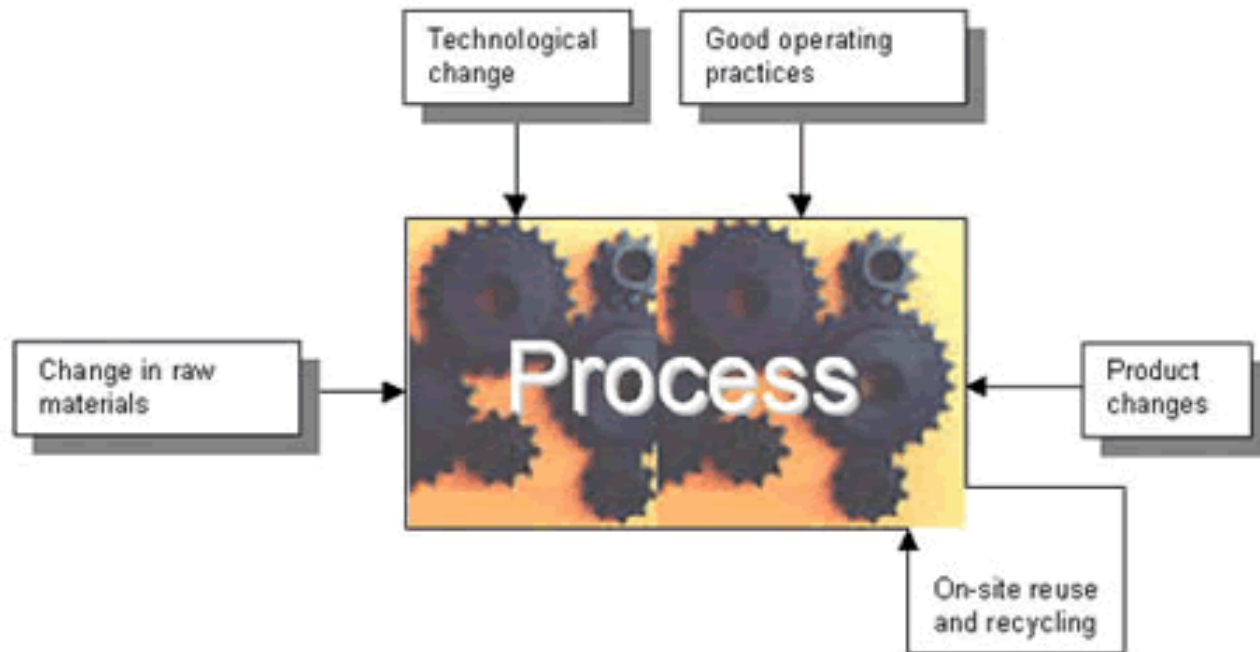 Technological
change
Good operating
practices
Change in raw
materials
Process
Product
changes
On-site reuse
and recycling